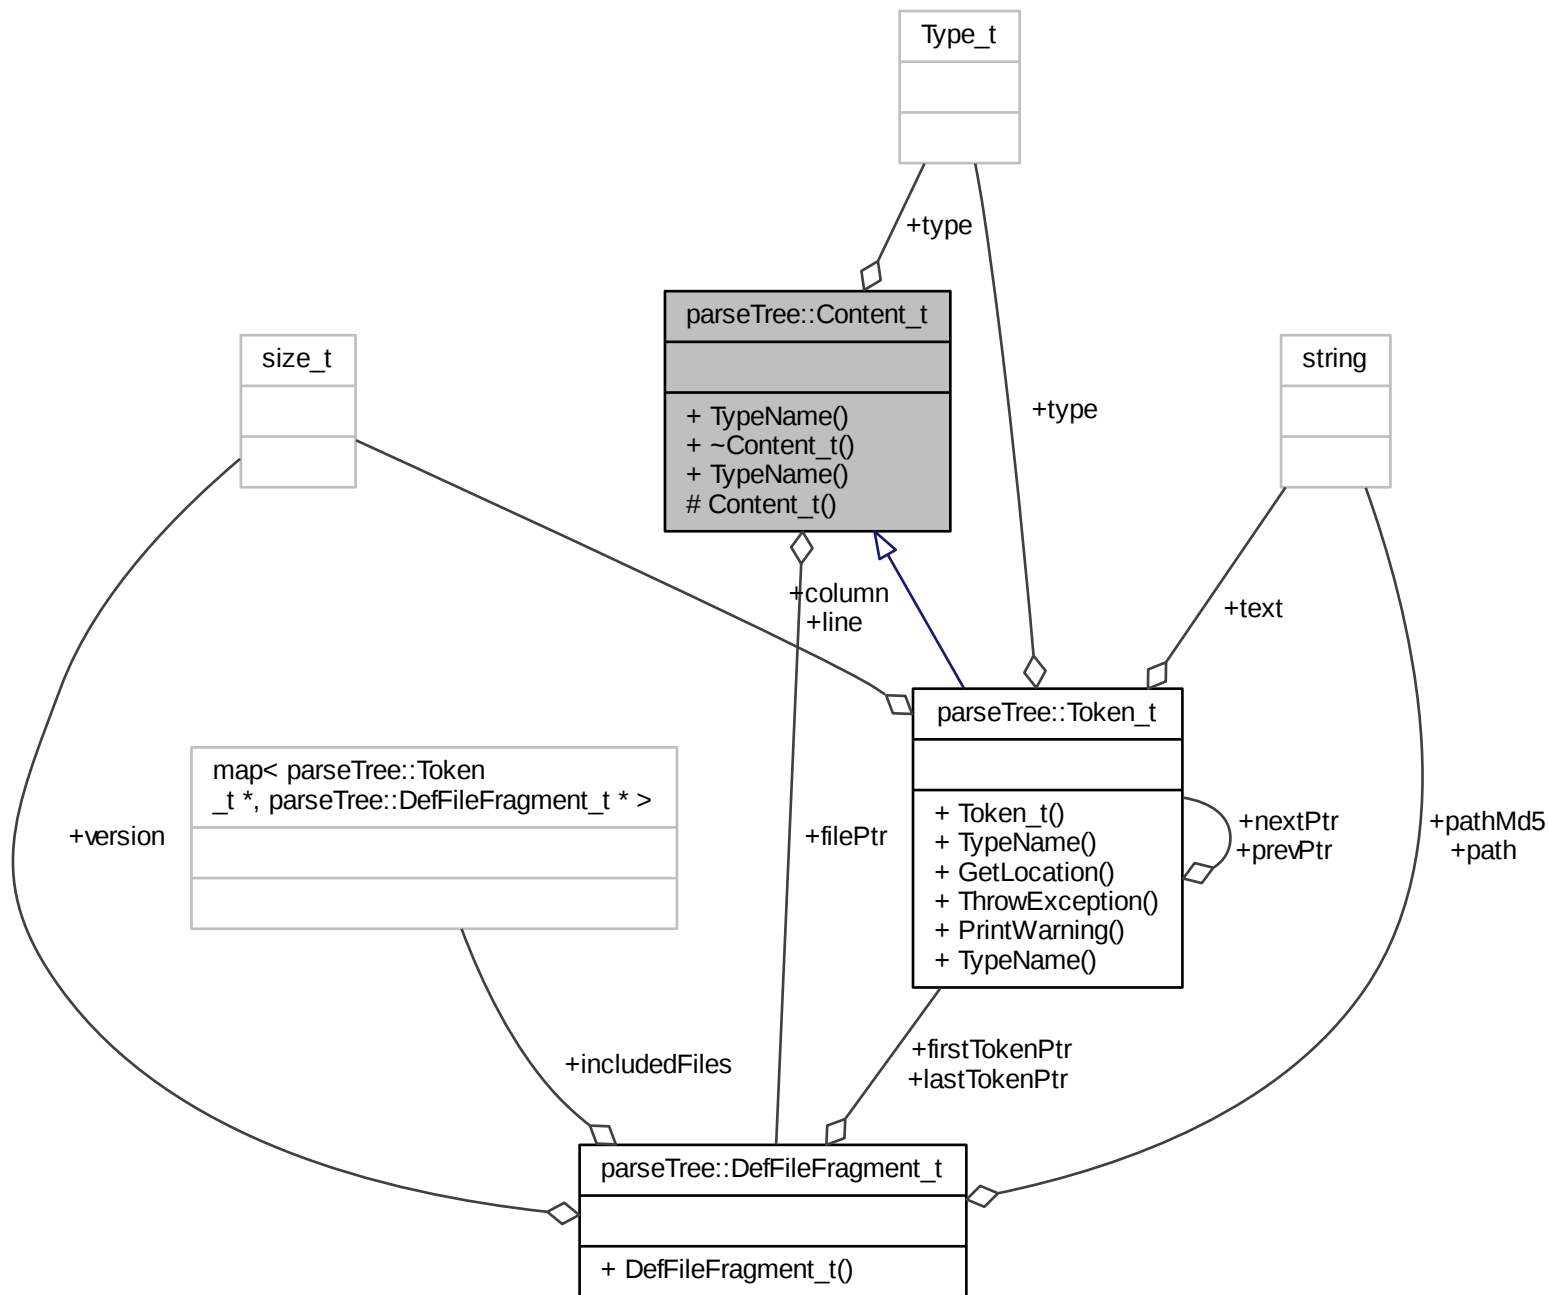 Type_t
+type
parseTree::Content_t
+ TypeName()
+ ~Content_t()
+ TypeName()
# Content_t()
size_t
string
+type
+column
+line
+text
parseTree::Token_t
+ Token_t()
+ TypeName()
+ GetLocation()
+ ThrowException()
+ PrintWarning()
+ TypeName()
map< parseTree::Token
_t *, parseTree::DefFileFragment_t * >
+version
+filePtr
+nextPtr
+prevPtr
+pathMd5
+path
+includedFiles
+firstTokenPtr
+lastTokenPtr
parseTree::DefFileFragment_t
+ DefFileFragment_t()